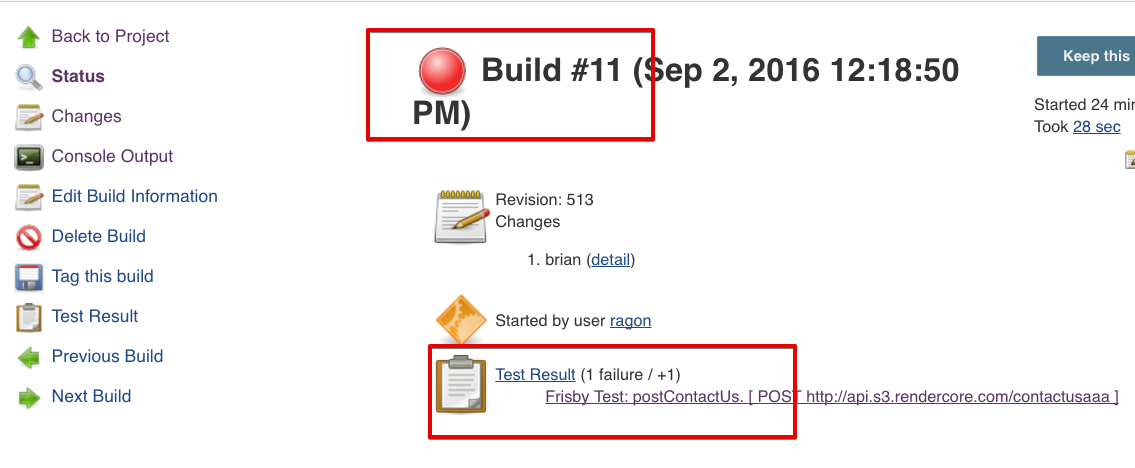 Back to Project
Status
Changes
Console Output
Edit Build Information
Delete Build
Tag this build
Test Result
Previous Build
Next Build
Build #11 (Sep 2, 2016 12:18:50
PM)
Keep this
Started 24 min
Took 28 sec
Revision: 513
Changes
1. brian (detail)
Started by user ragon
Test Result (1 failure / +1)
Frisby Test: postContactUs. [ POST http://api.s3.rendercore.com/contactusaaa ]